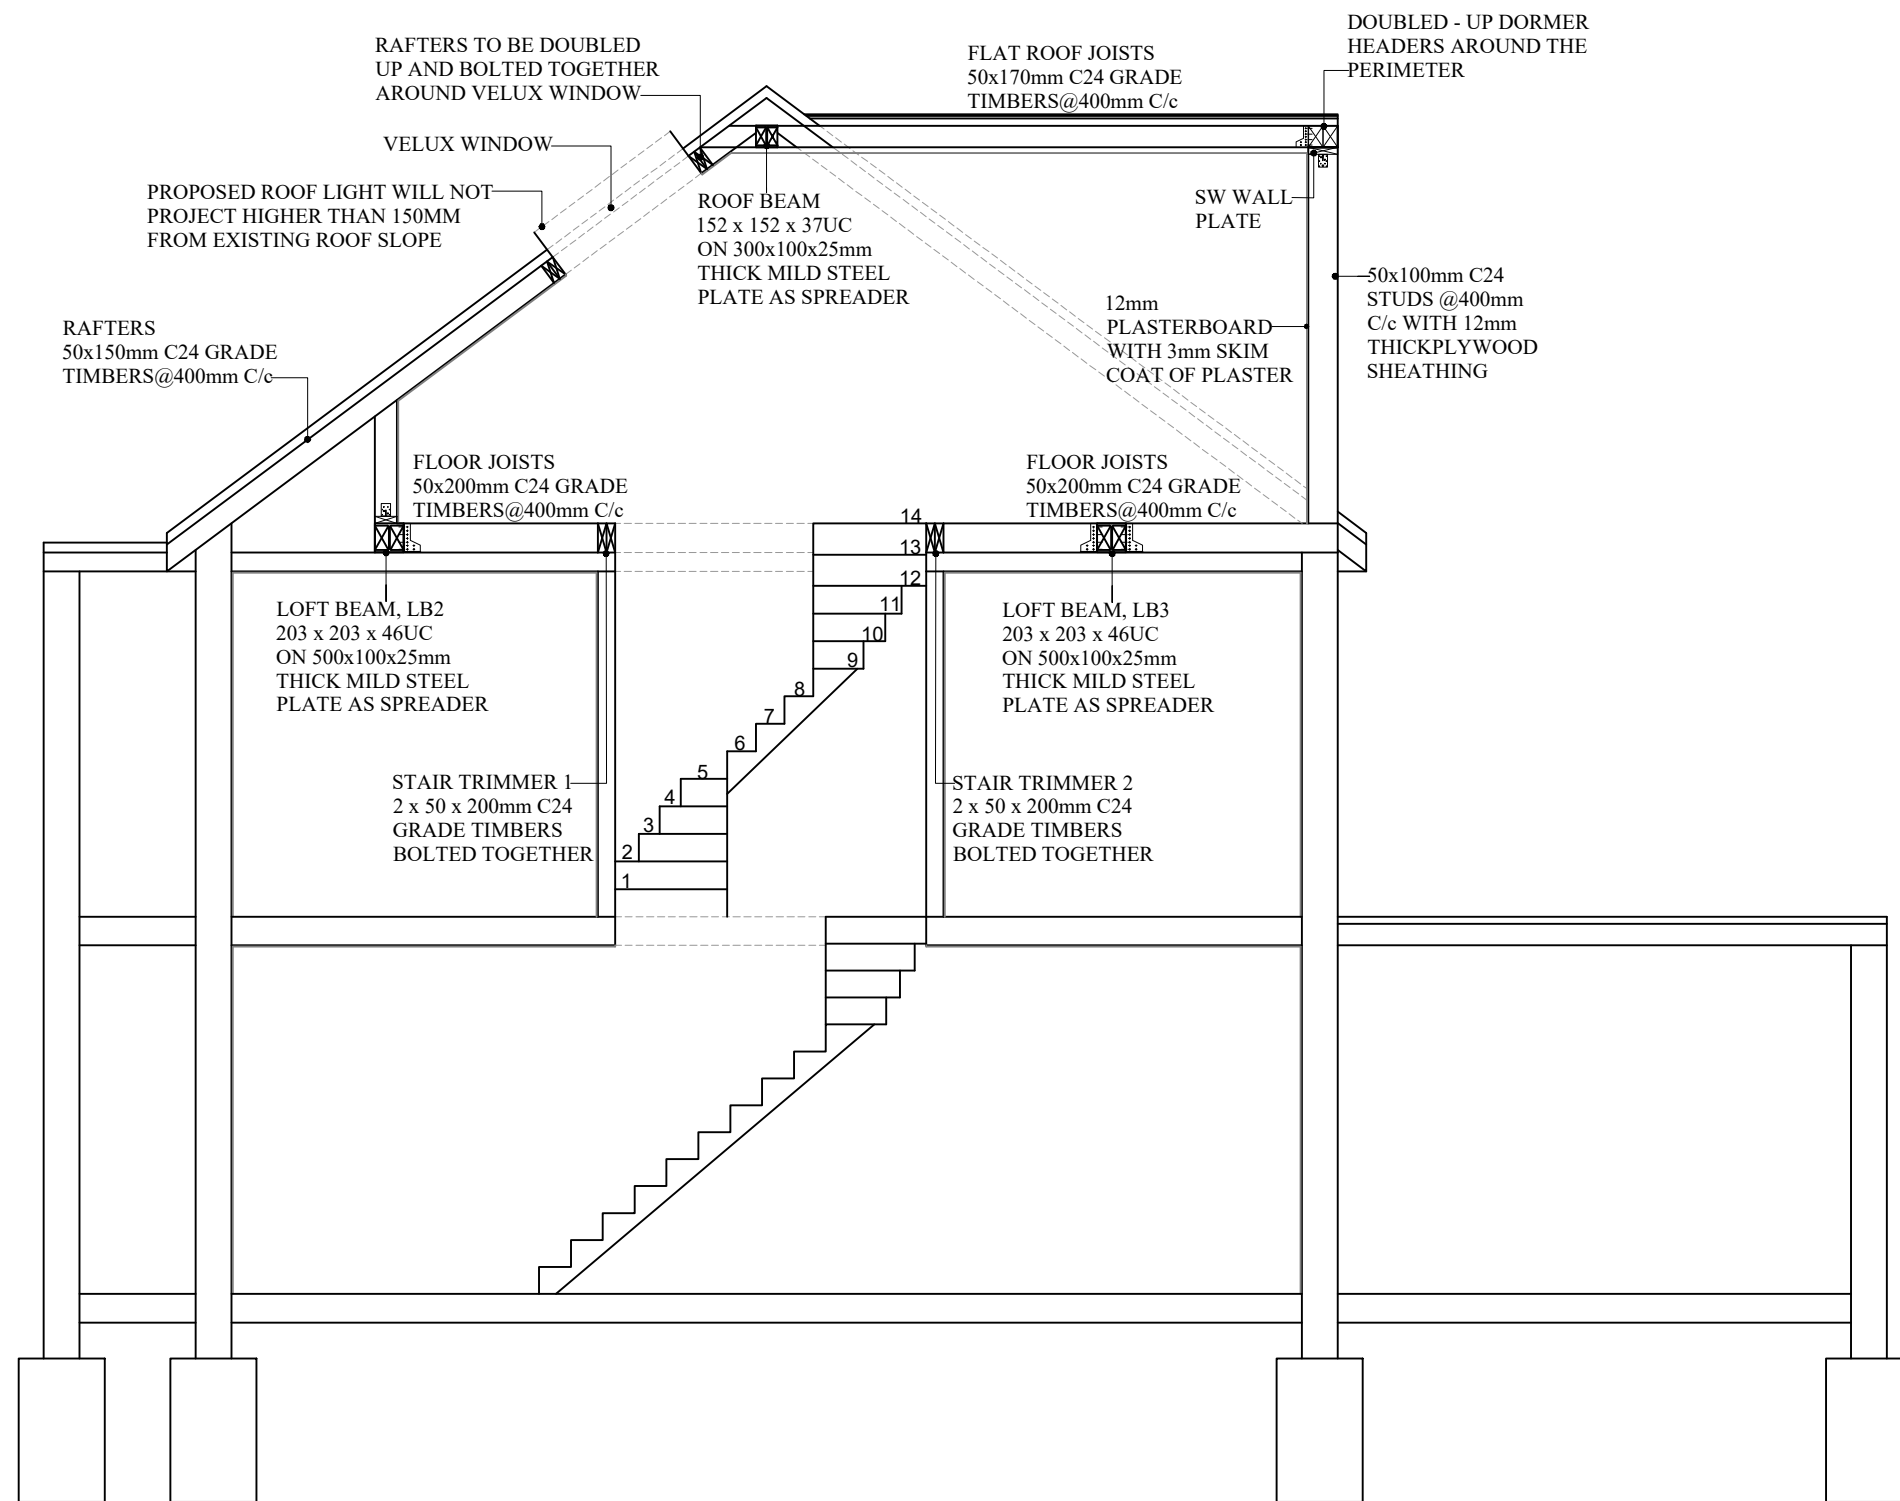 DOUBLED - UP DORMER
HEADERS AROUND THE
PERIMETER
RAFTERS TO BE DOUBLED
UP AND BOLTED TOGETHER
AROUND VELUX WINDOW
FLAT ROOF JOISTS
50x170mm C24 GRADE
TIMBERS@400mm C/c
VELUX WINDOW
PROPOSED ROOF LIGHT WILL NOT
PROJECT HIGHER THAN 150MM
FROM EXISTING ROOF SLOPE
ROOF BEAM
152 x 152 x 37UC
ON 300x100x25mm
THICK MILD STEEL
PLATE AS SPREADER
SW WALL
PLATE
50x100mm C24
STUDS @400mm
C/c WITH 12mm
THICKPLYWOOD
SHEATHING
12mm
PLASTERBOARD
WITH 3mm SKIM
COAT OF PLASTER
RAFTERS
50x150mm C24 GRADE
TIMBERS@400mm C/c
FLOOR JOISTS
50x200mm C24 GRADE
TIMBERS@400mm C/c
FLOOR JOISTS
50x200mm C24 GRADE
TIMBERS@400mm C/c
14
13
12
11
10
9
8
7
6
5
4
3
2
1
LOFT BEAM, LB2
203 x 203 x 46UC
ON 500x100x25mm
THICK MILD STEEL
PLATE AS SPREADER
LOFT BEAM, LB3
203 x 203 x 46UC
ON 500x100x25mm
THICK MILD STEEL
PLATE AS SPREADER
STAIR TRIMMER 1
2 x 50 x 200mm C24
GRADE TIMBERS
BOLTED TOGETHER
STAIR TRIMMER 2
2 x 50 x 200mm C24
GRADE TIMBERS
BOLTED TOGETHER